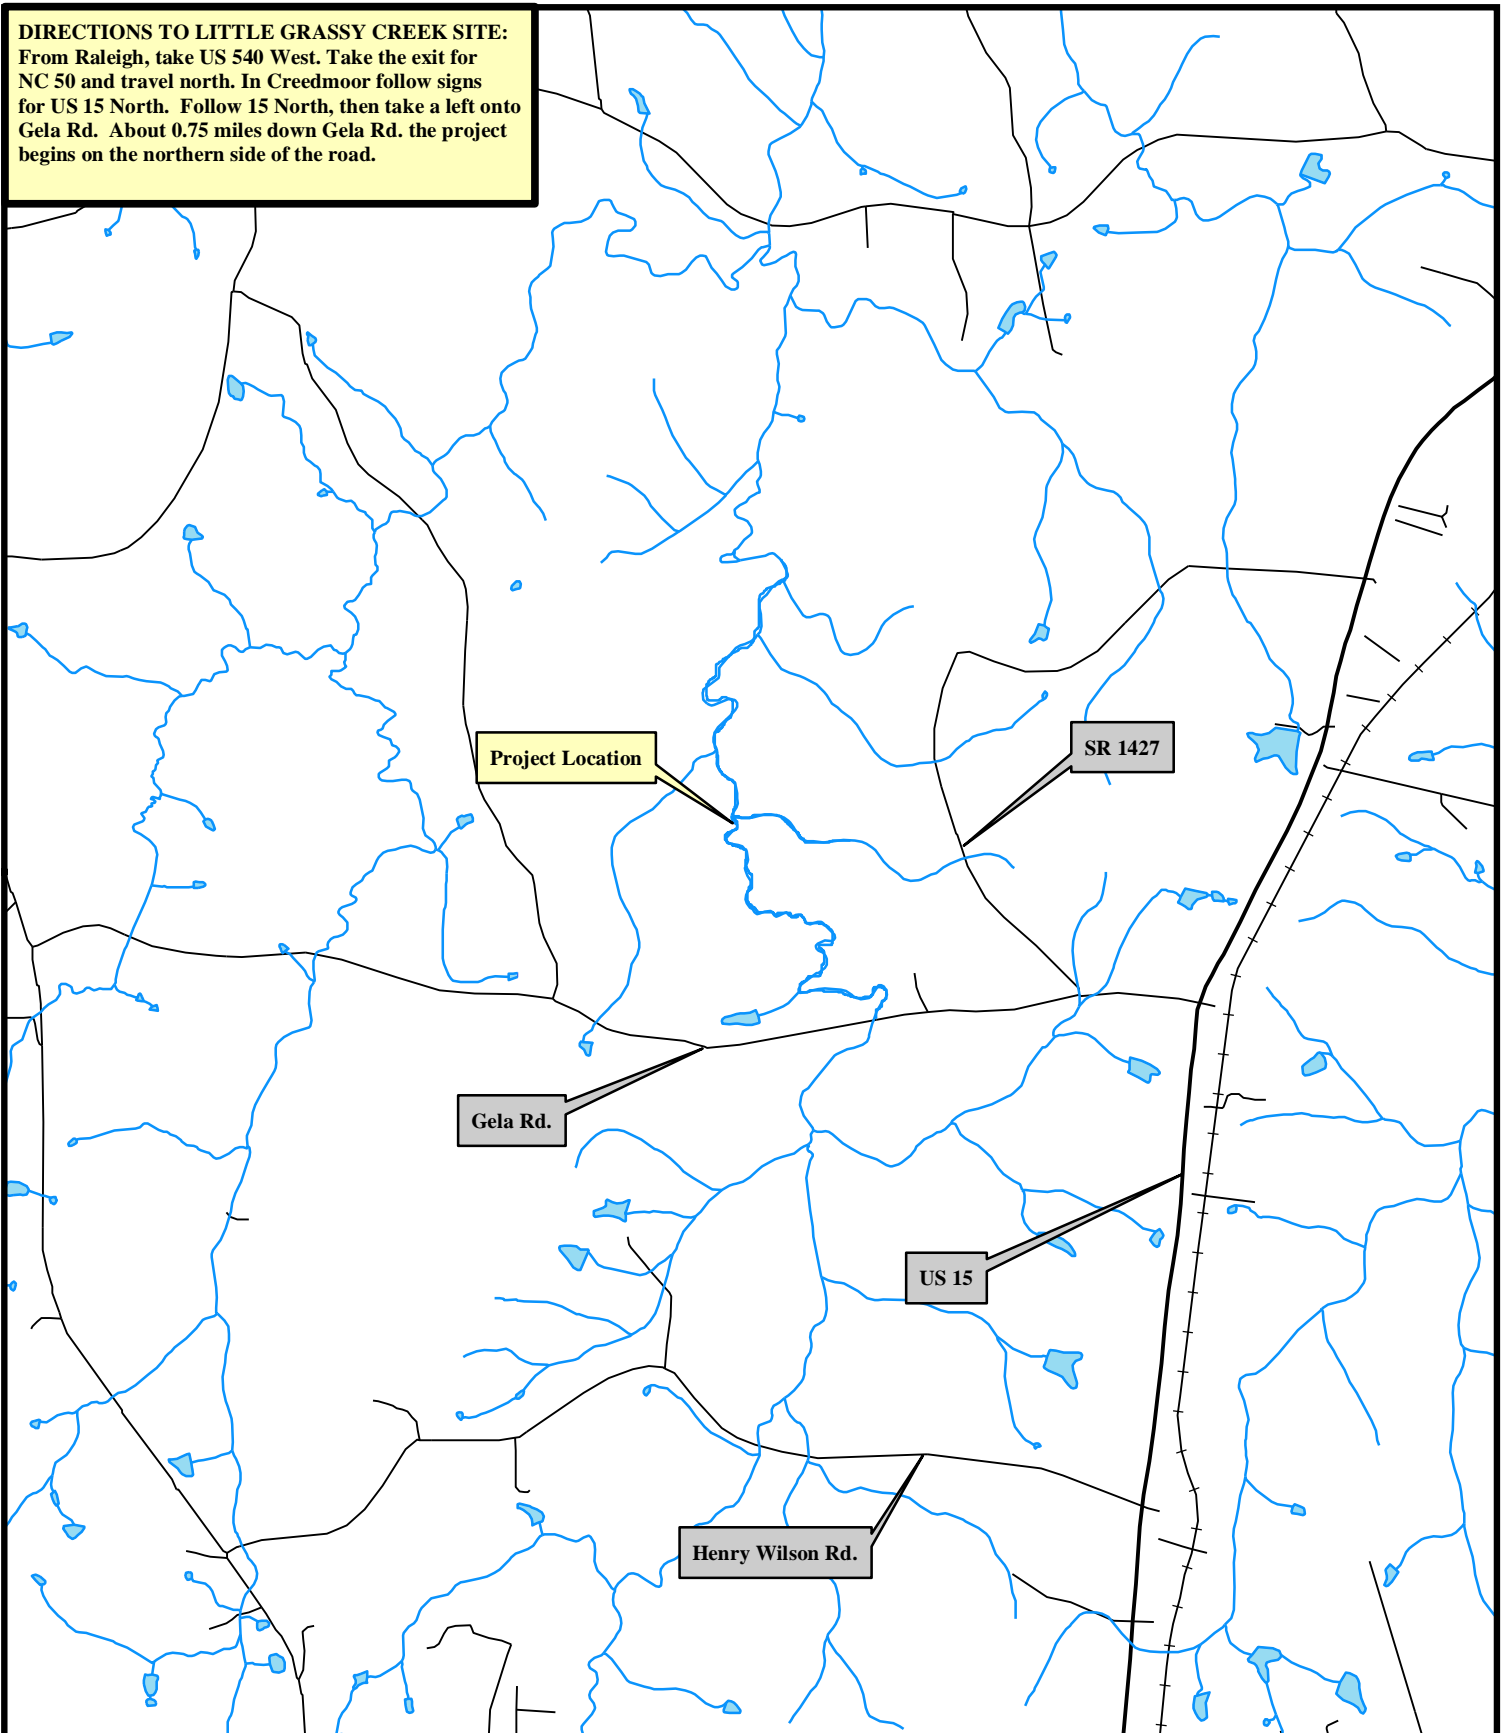 DIRECTIONS TO LITTLE GRASSY CREEK SITE:
From Raleigh, take US 540 West. Take the exit for
NC 50 and travel north. In Creedmoor follow signs
for US 15 North. Follow 15 North, then take a left onto
Gela Rd. About 0.75 miles down Gela Rd. the project
begins on the northern side of the road.
Project Location
SR 1427
Gela Rd.
US 15
Henry Wilson Rd.